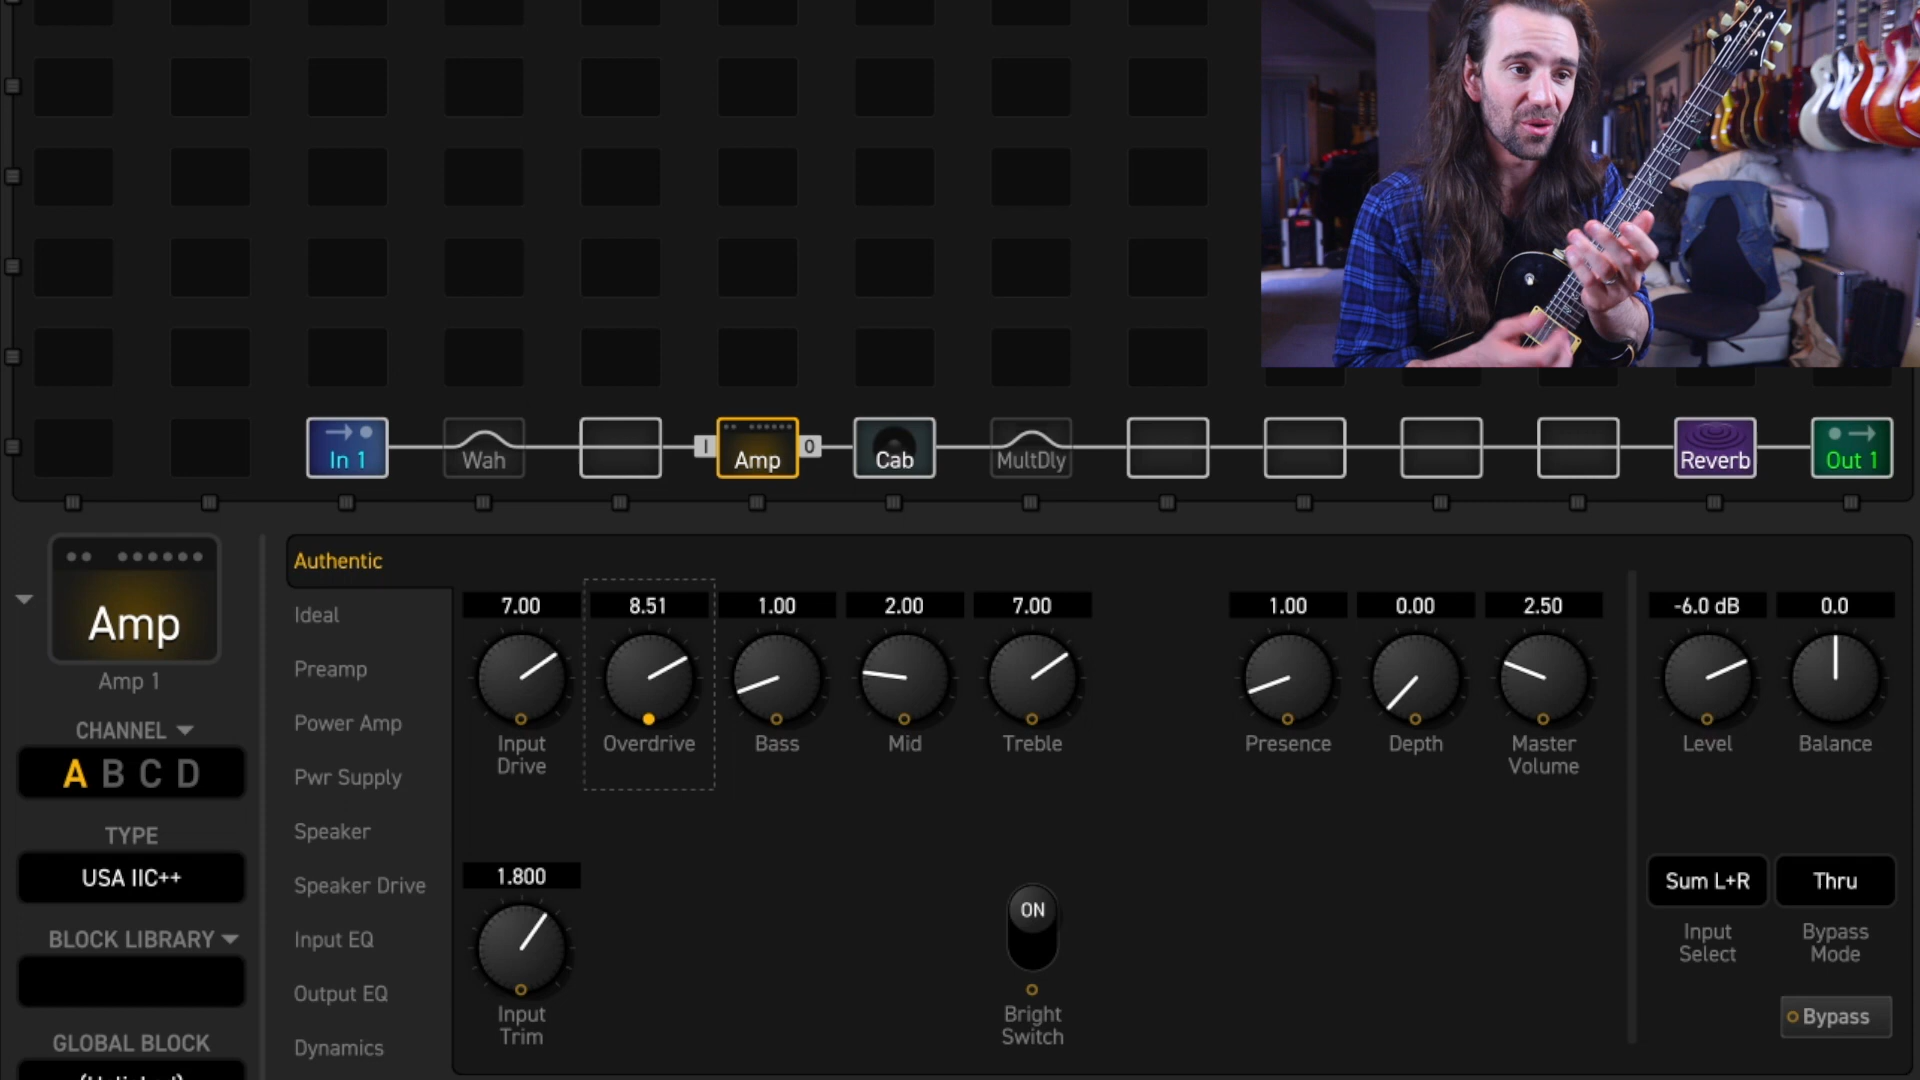 In 1
Wah
I
Amp
O
Cab
MultDly
Reverb
Out 1
Amp
Amp 1
CHANNEL
A B C D
TYPE
USA IIC++
BLOCK LIBRARY
GLOBAL BLOCK
Authentic
Ideal
Preamp
Power Amp
Pwr Supply
Speaker
Speaker Drive
Input EQ
Output EQ
Dynamics
7.00
8.51
1.00
2.00
7.00
1.00
0.00
2.50
-6.0 dB
0.0
Input
Drive
Overdrive
Bass
Mid
Treble
Presence
Depth
Master
Volume
Level
Balance
1.800
Input
Trim
ON
Bright
Switch
Sum L+R
Thru
Input
Select
Bypass
Mode
Bypass